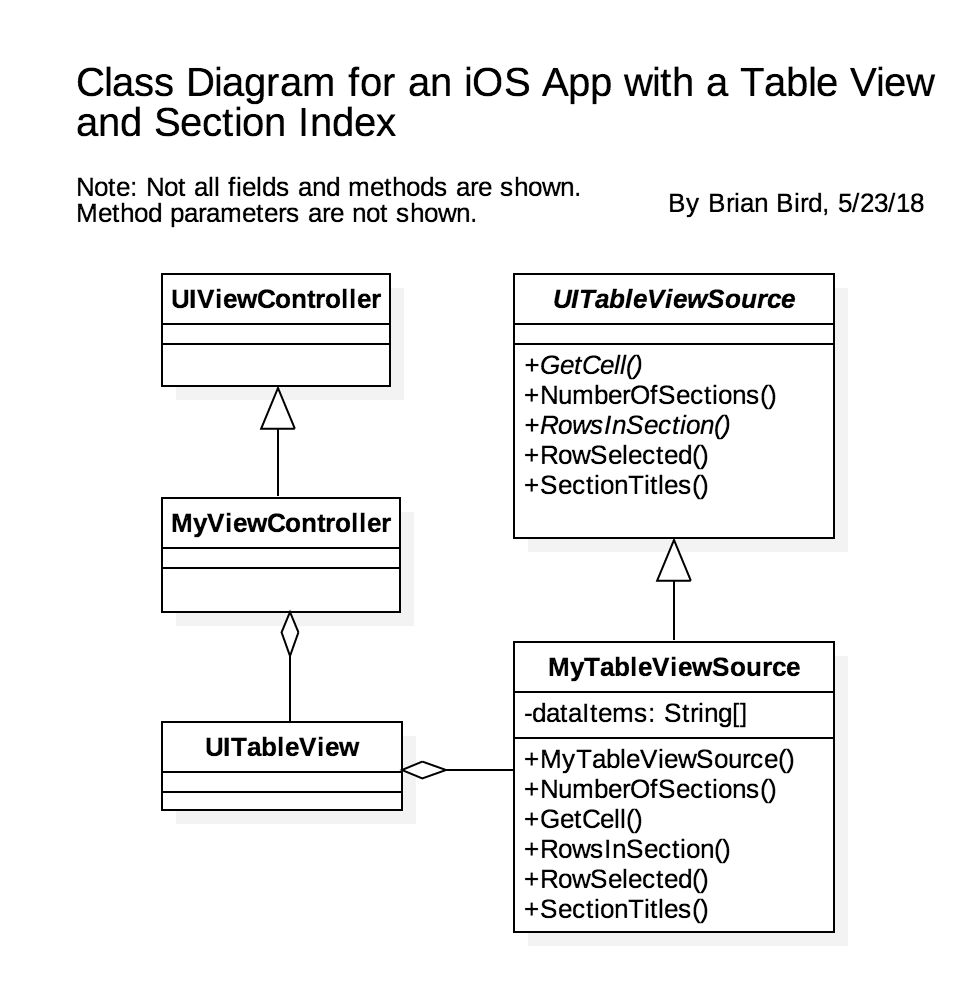 Class Diagram for an iOS App with a Table View
and Section Index
Note: Not all fields and methods are shown.
Method parameters are not shown.
By Brian Bird, 5/23/18
UIViewController
MyViewController
UITableView
UITableViewSource
+GetCell()
+NumberOfSections()
+RowsInSection()
+RowSelected()
+SectionTitles()
MyTableViewSource
-dataItems: String[]
+MyTableViewSource()
+NumberOfSections()
+GetCell()
+RowsInSection()
+RowSelected()
+SectionTitles()